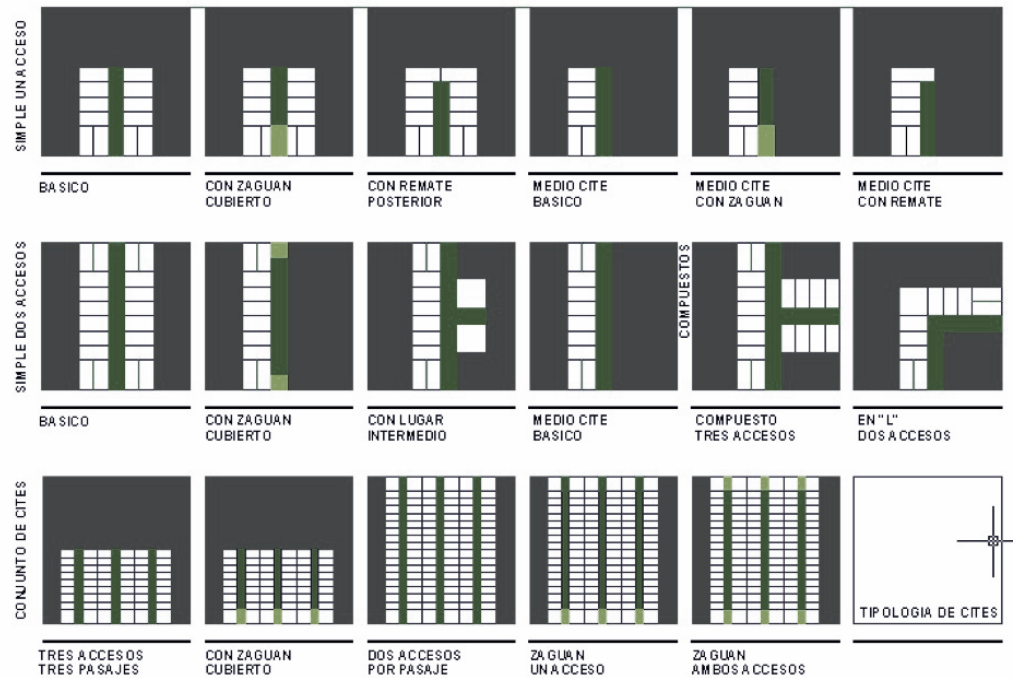 SIMPLE UN ACCESO
BASICO
CON ZAGUAN
CUBIERTO
CON REMATE
POSTERIOR
MEDIO CITE
BASICO
MEDIO CITE
CON ZAGUAN
MEDIO CITE
CON REMATE
SIMPLE DOS ACCESOS
COMPUESTOS
BASICO
CON ZAGUAN
CUBIERTO
CON LUGAR
INTERMEDIO
MEDIO CITE
BASICO
COMPUESTO
TRES ACCESOS
EN "L"
DOS ACCESOS
CONJUNTO DE CITES
TIPOLOGIA DE CITES
TRES ACCESOS
TRES PASAJES
CON ZAGUAN
CUBIERTO
DOS ACCESOS
POR PASAJE
ZAGUAN
UN ACCESO
ZAGUAN
AMBOS ACCESOS